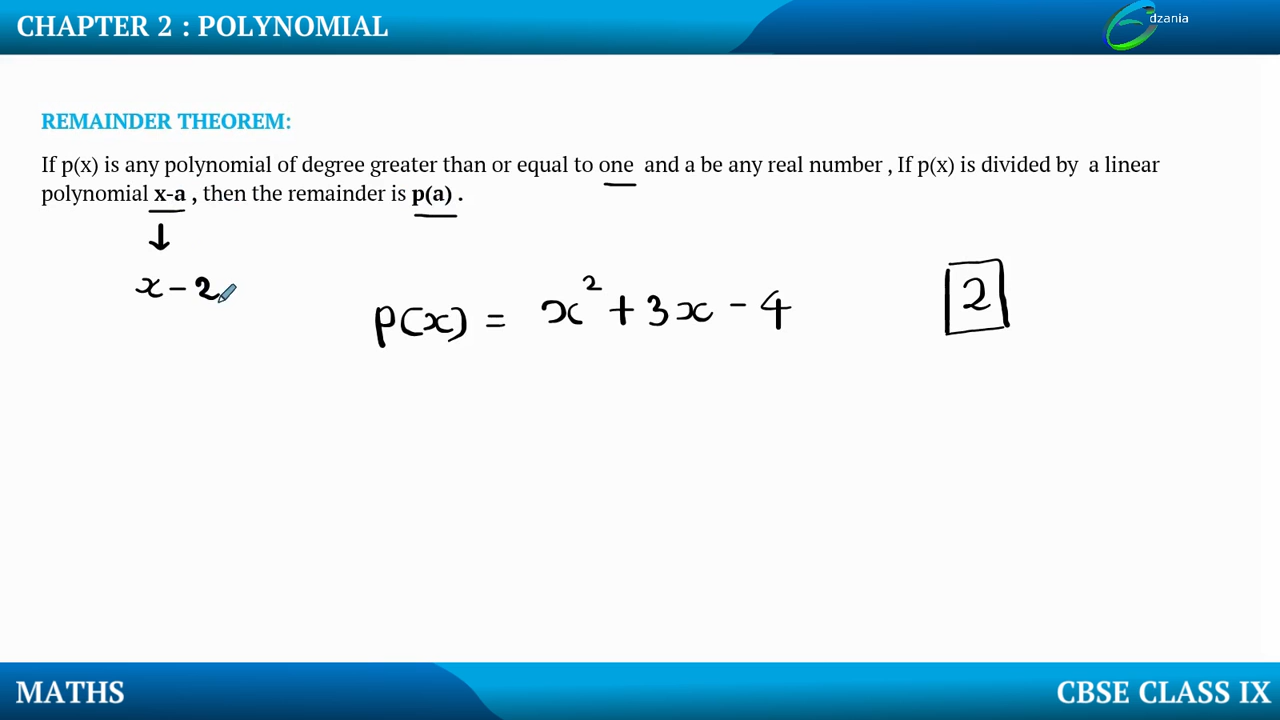 CHAPTER 2 : POLYNOMIAL
Edzania
REMAINDER THEOREM:
If p(x) is any polynomial of degree greater than or equal to one and a be any real number , If p(x) is divided by a linear
polynomial x-a , then the remainder is p(a) .
x - 2
p(x) = x² + 3x - 4
2
MATHS
CBSE CLASS IX